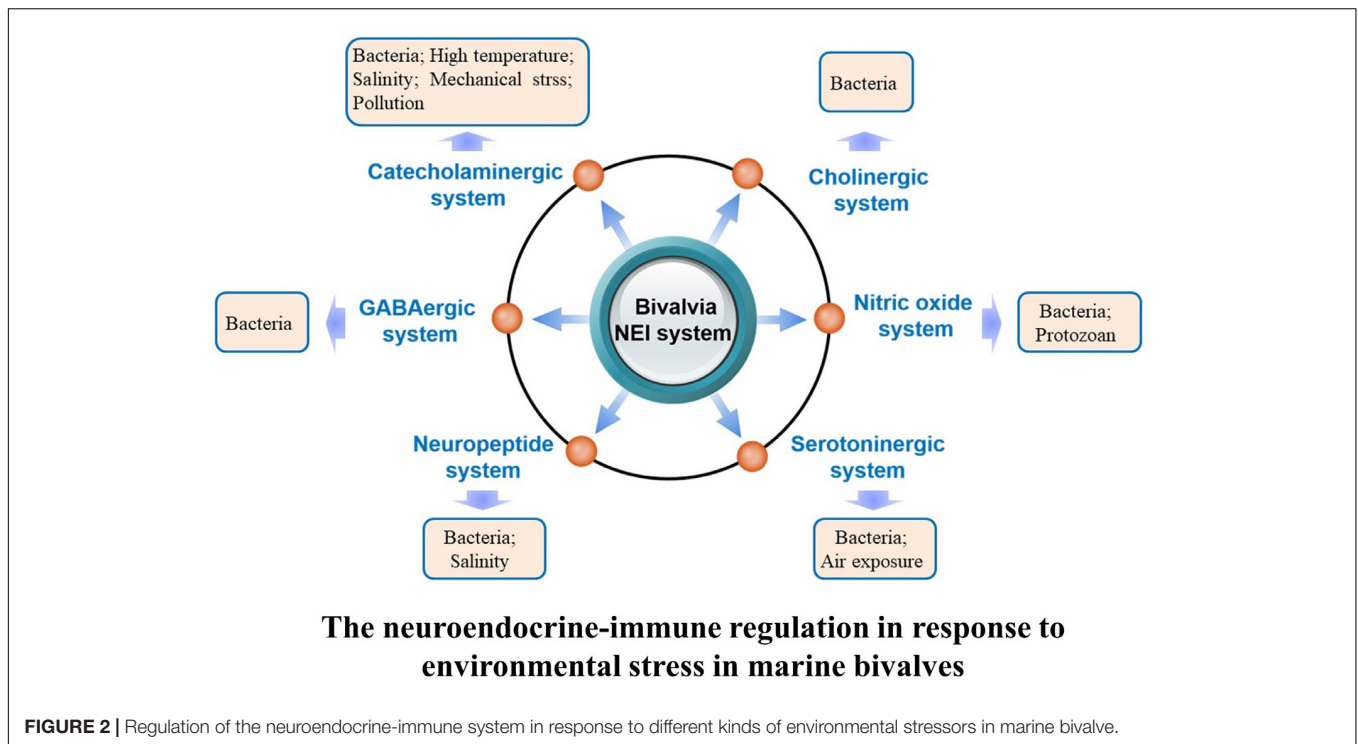 Bacteria; High temperature;
Salinity; Mechanical strss;
Pollution
Bacteria
Catecholaminergic
system
Cholinergic
system
Bacteria
GABAergic
system
Bivalvia
NEI system
Nitric oxide
system
Bacteria;
Protozoan
Neuropeptide
system
Serotoninergic
system
Bacteria;
Salinity
Bacteria;
Air exposure
The neuroendocrine-immune regulation in response to
environmental stress in marine bivalves
FIGURE 2 | Regulation of the neuroendocrine-immune system in response to different kinds of environmental stressors in marine bivalve.